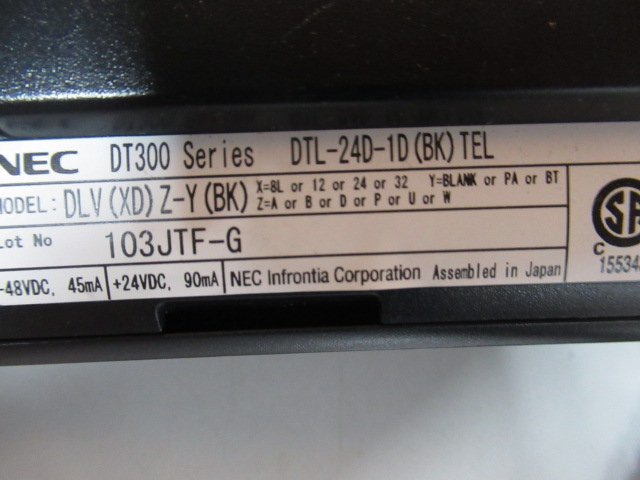 NEC DT300 Series DTL-24D-1D(BK)TEL
MODEL: DLV(XD)Z-Y(BK) X=8L or 12 or 24 or 32 Y=BLANK or PA or BT
Z=A or B or D or P or U or W
Lot No 103JTF-G
-48VDC, 45mA +24VDC, 90mA NEC Infrontia Corporation Assembled in Japan
C